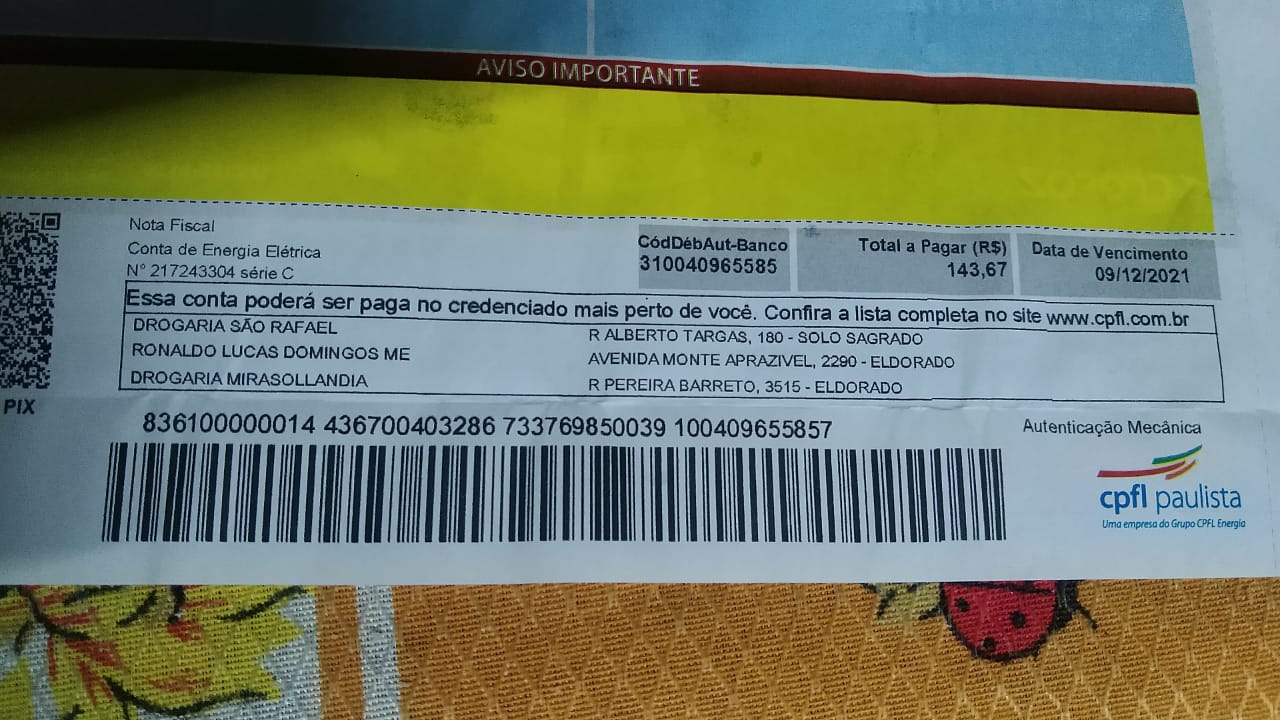 AVISO IMPORTANTE
Nota Fiscal
Conta de Energia Elétrica
N° 217243304 série C
CódDébAut-Banco
310040965585
Total a Pagar (R$)
143,67
Data de Vencimento
09/12/2021
Essa conta poderá ser paga no credenciado mais perto de você. Confira a lista completa no site www.cpfl.com.br
DROGARIA SÃO RAFAEL R ALBERTO TARGAS, 180 - SOLO SAGRADO
RONALDO LUCAS DOMINGOS ME AVENIDA MONTE APRAZIVEL, 2290 - ELDORADO
DROGARIA MIRASOLLANDIA R PEREIRA BARRETO, 3515 - ELDORADO
PIX
836100000014 436700403286 733769850039 100409655857
Autenticação Mecânica
cpfl paulista
Uma empresa do Grupo CPFL Energia